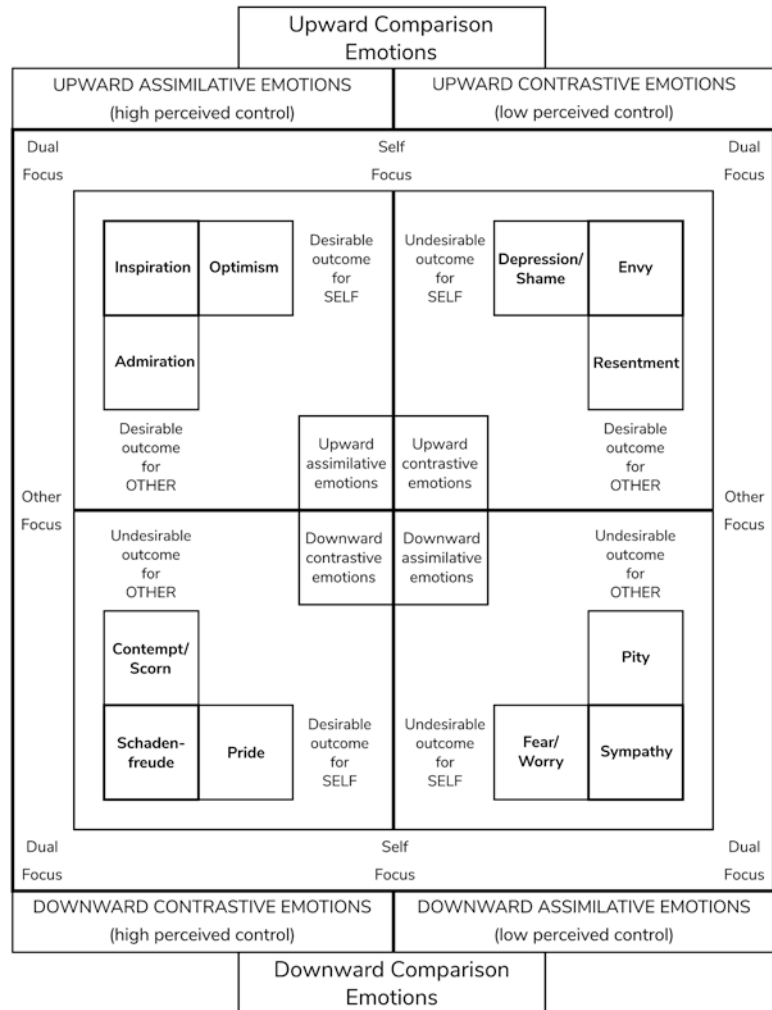 Upward Comparison
Emotions
UPWARD ASSIMILATIVE EMOTIONS
(high perceived control)
UPWARD CONTRASTIVE EMOTIONS
(low perceived control)
Dual
Focus
Self
Focus
Dual
Focus
Inspiration
Optimism
Desirable
outcome
for
SELF
Undesirable
outcome
for
SELF
Depression/
Shame
Envy
Admiration
Resentment
Desirable
outcome
for
OTHER
Upward
assimilative
emotions
Upward
contrastive
emotions
Desirable
outcome
for
OTHER
Other
Focus
Other
Focus
Undesirable
outcome
for
OTHER
Downward
contrastive
emotions
Downward
assimilative
emotions
Undesirable
outcome
for
OTHER
Contempt/
Scorn
Pity
Schaden-
freude
Pride
Desirable
outcome
for
SELF
Undesirable
outcome
for
SELF
Fear/
Worry
Sympathy
Dual
Focus
Self
Focus
Dual
Focus
DOWNWARD CONTRASTIVE EMOTIONS
(high perceived control)
DOWNWARD ASSIMILATIVE EMOTIONS
(low perceived control)
Downward Comparison
Emotions